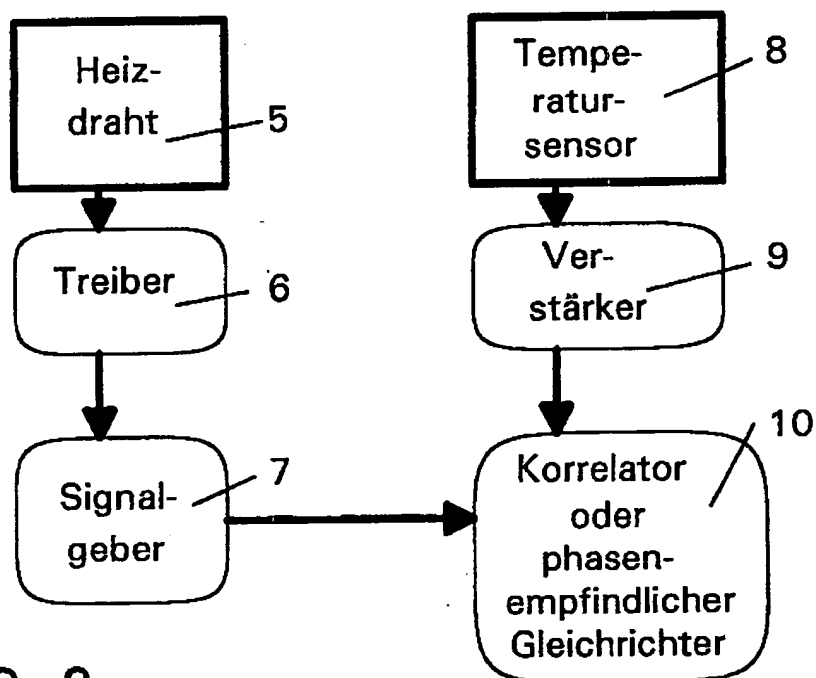 Heiz-
draht
5
Treiber
6
Signal-
geber
7
Tempe-
ratur-
sensor
8
Ver-
stärker
9
Korrelator
oder
phasen-
empfindlicher
Gleichrichter
10